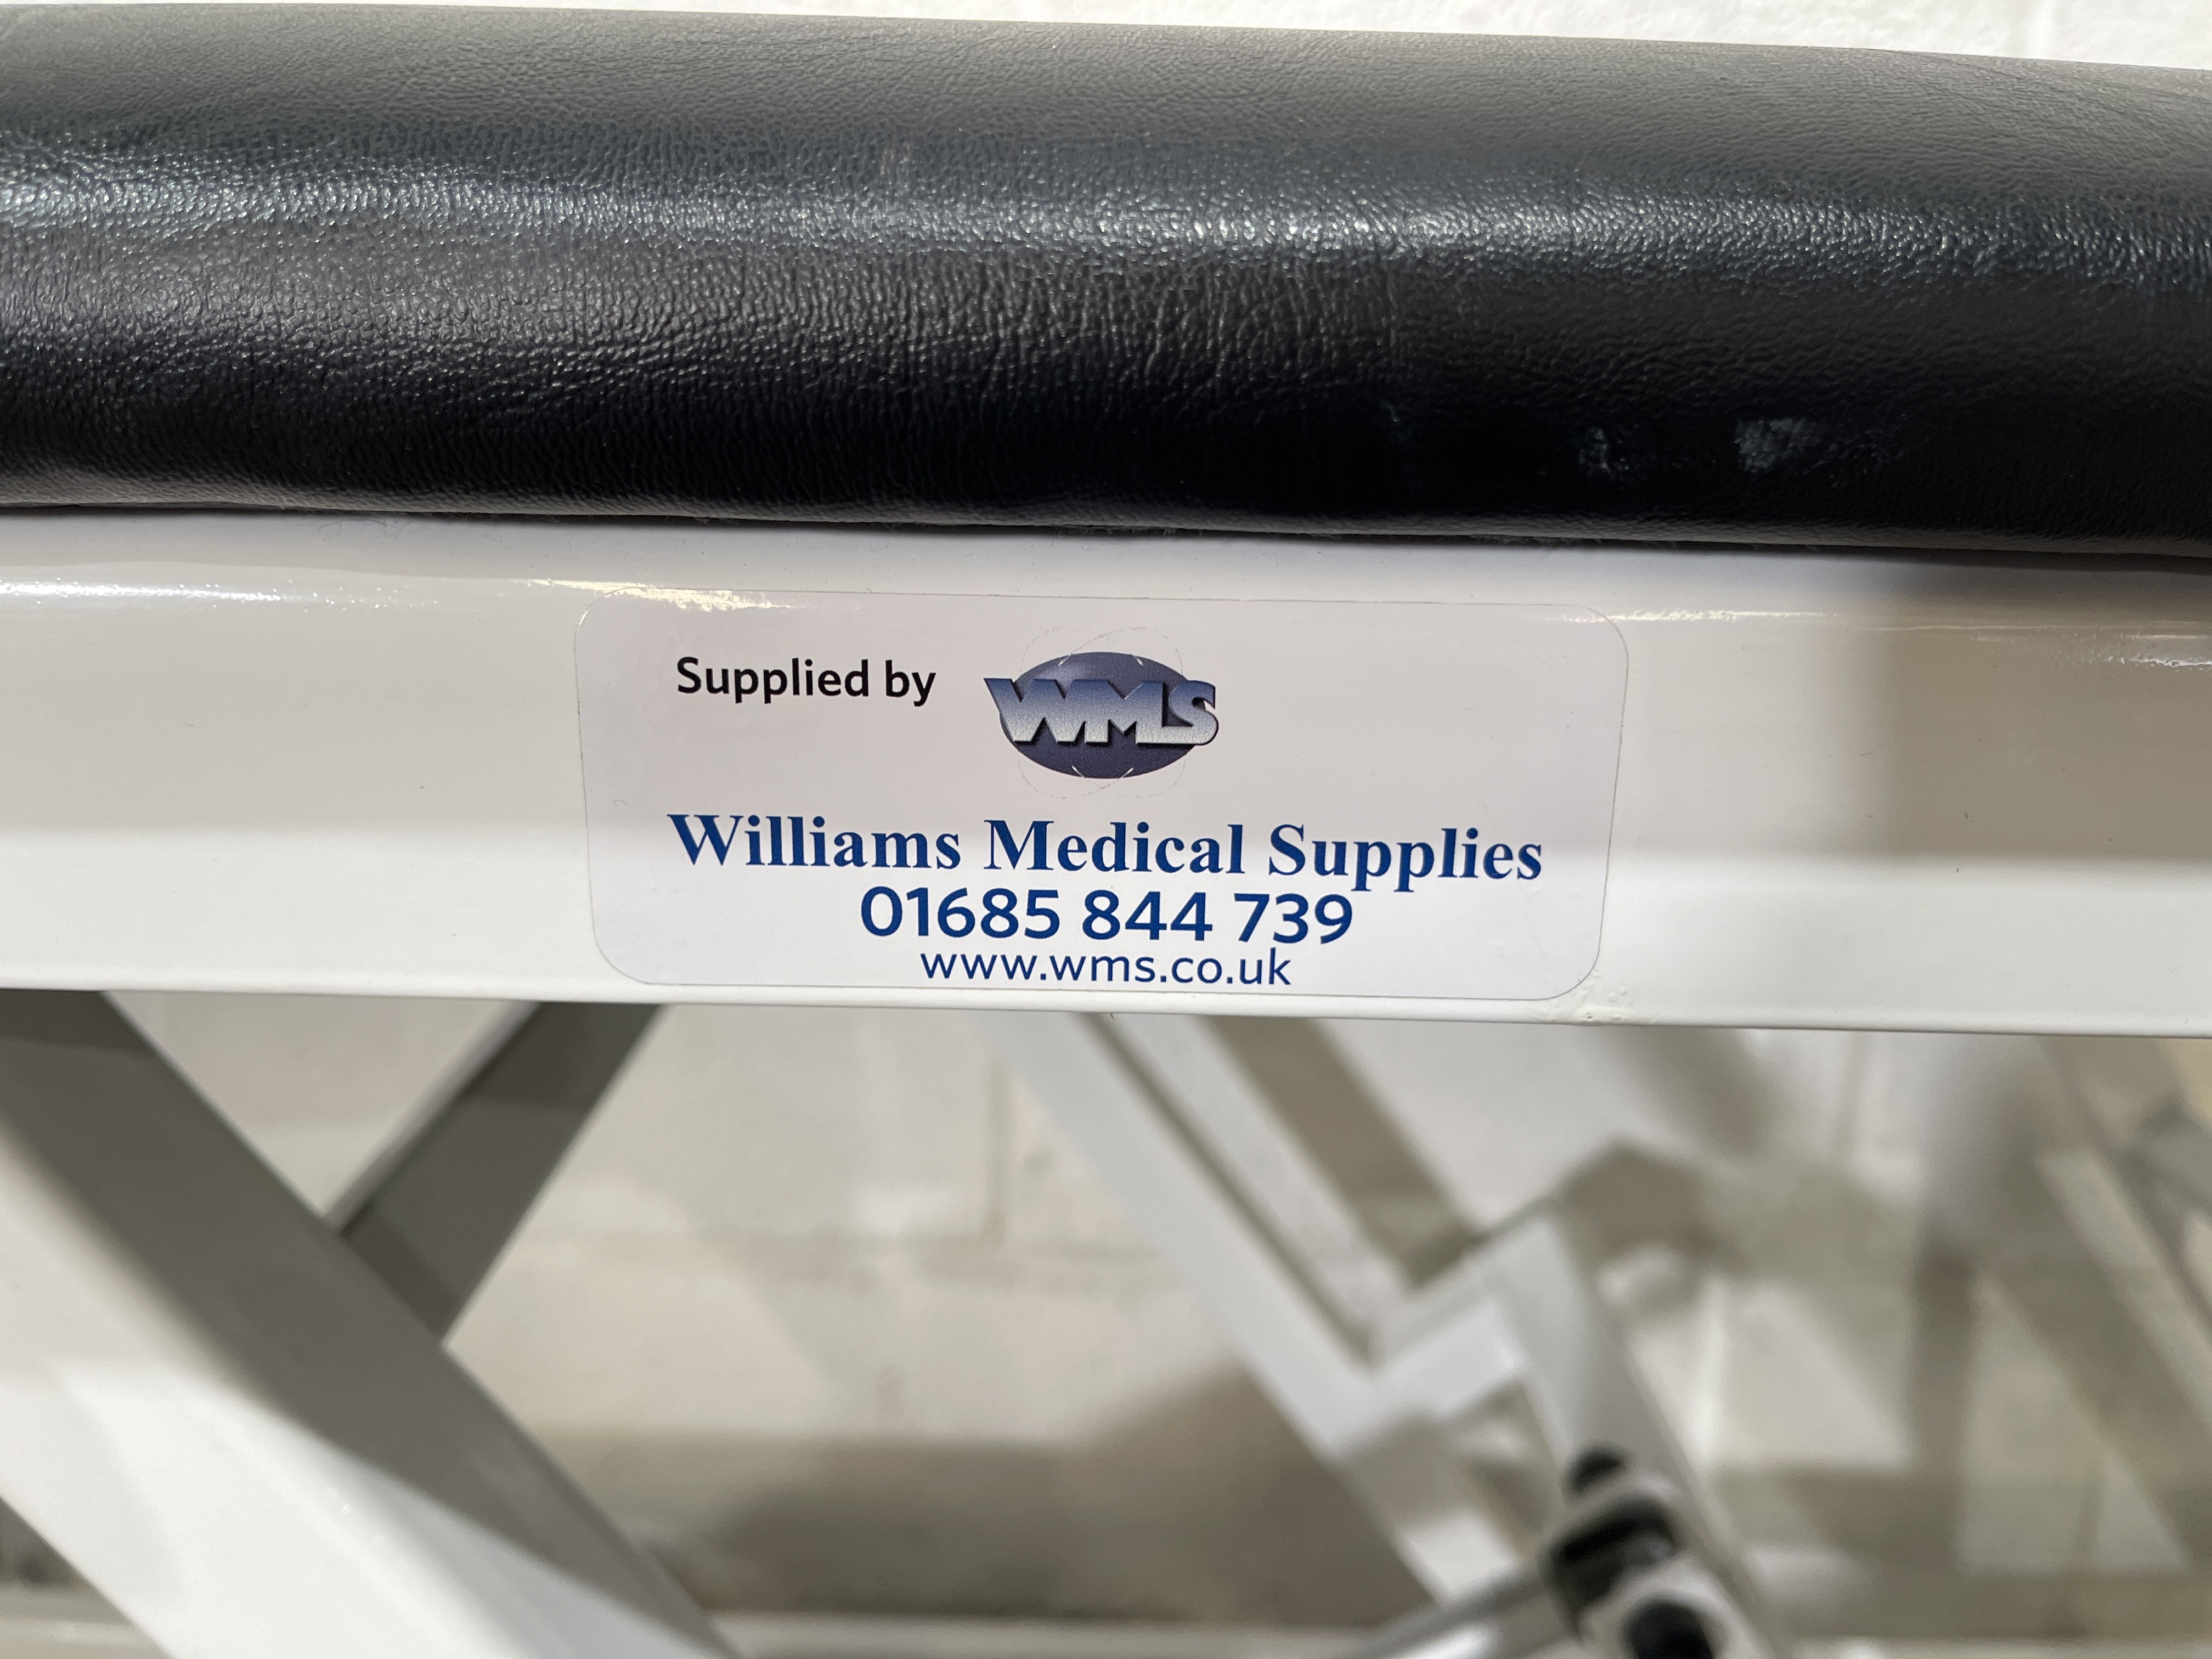 Supplied by WMS
Williams Medical Supplies
01685 844 739
www.wms.co.uk